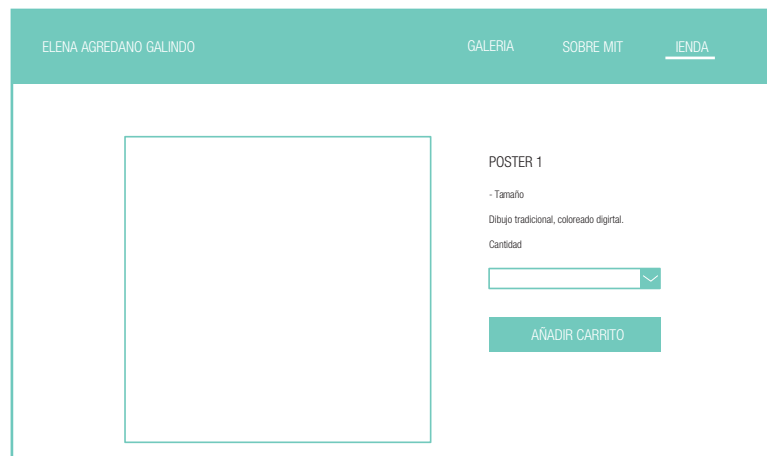 ELENA AGREDANO GALINDO
GALERIA SOBRE MIT IENDA
POSTER 1
- Tamaño
Dibujo tradicional, coloreado digirtal.
Cantidad
AÑADIR CARRITO